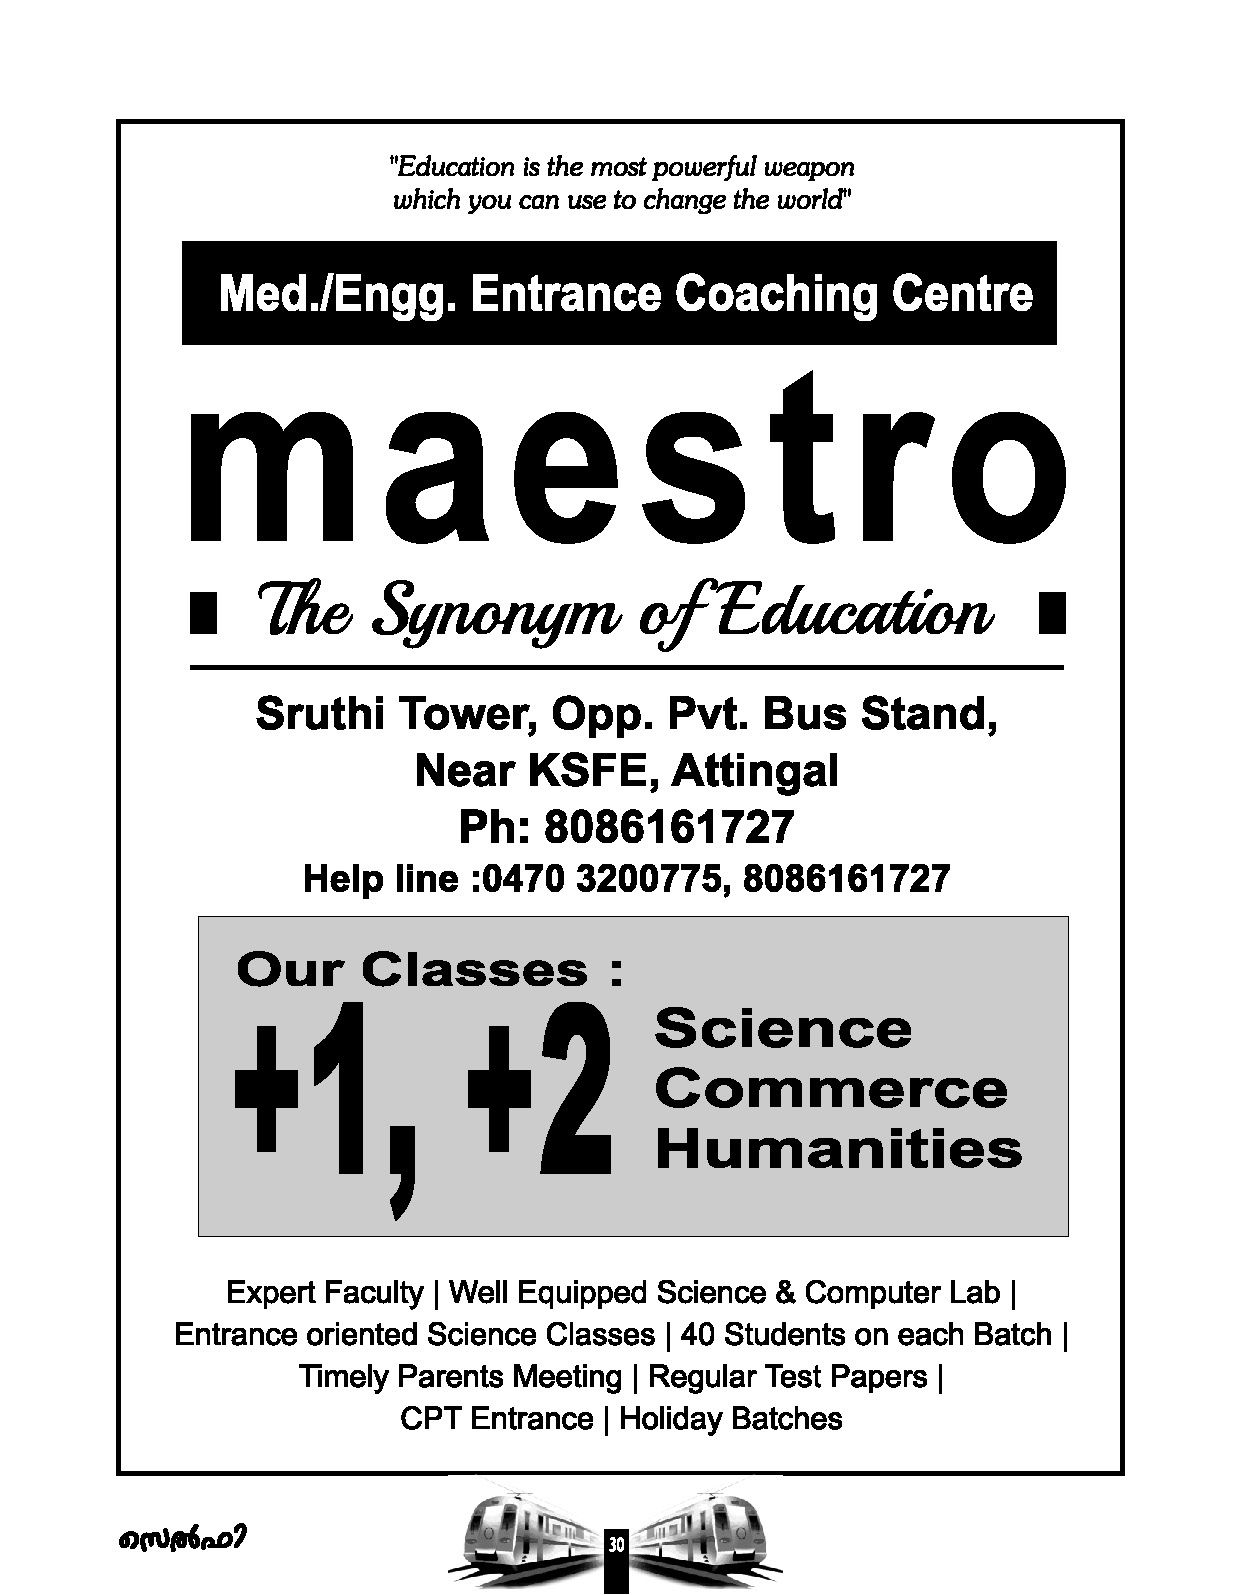 "Education is the most powerful weapon
which you can use to change the world"
Med./Engg. Entrance Coaching Centre
maestro
The Synonym of Education
Sruthi Tower, Opp. Pvt. Bus Stand,
Near KSFE, Attingal
Ph: 8086161727
Help line :0470 3200775, 8086161727
Our Classes :
+1, +2
Science
Commerce
Humanities
Expert Faculty | Well Equipped Science & Computer Lab |
Entrance oriented Science Classes | 40 Students on each Batch |
Timely Parents Meeting | Regular Test Papers |
CPT Entrance | Holiday Batches
സെൽഫി
30